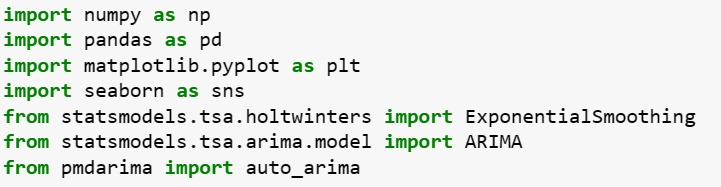 import numpy as np
import pandas as pd
import matplotlib.pyplot as plt
import seaborn as sns
from statsmodels.tsa.holtwinters import ExponentialSmoothing
from statsmodels.tsa.arima.model import ARIMA
from pmdarima import auto_arima